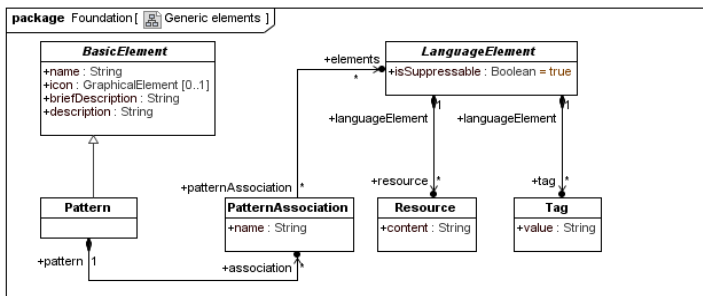 package Foundation [ Generic elements ]
BasicElement
+name : String
+icon : GraphicalElement [0..1]
+briefDescription : String
+description : String
+elements
*
LanguageElement
+isSuppressable : Boolean = true
1
1
+languageElement
+languageElement
+patternAssociation
*
+resource
*
+tag
*
Pattern
PatternAssociation
+name : String
Resource
+content : String
Tag
+value : String
+pattern
1
+association
*